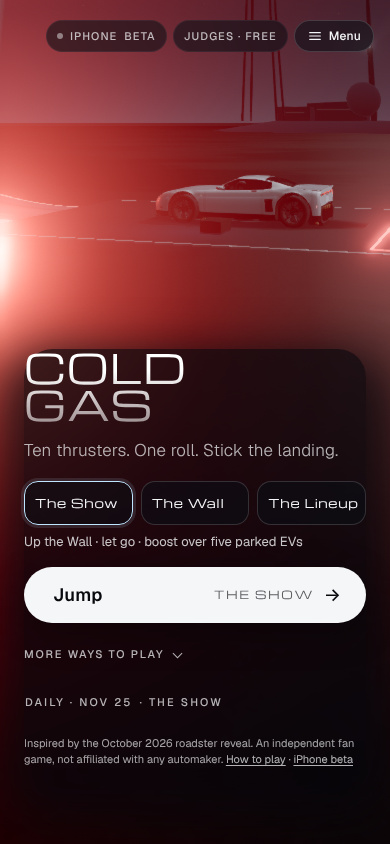 IPHONE BETA
JUDGES · FREE
Menu
COLD
GAS
Ten thrusters. One roll. Stick the landing.
The Show
The Wall
The Lineup
Up the Wall · let go · boost over five parked EVs
Jump
THE SHOW
MORE WAYS TO PLAY
DAILY · NOV 25 · THE SHOW
Inspired by the October 2026 roadster reveal. An independent fan
game, not affiliated with any automaker. How to play · iPhone beta